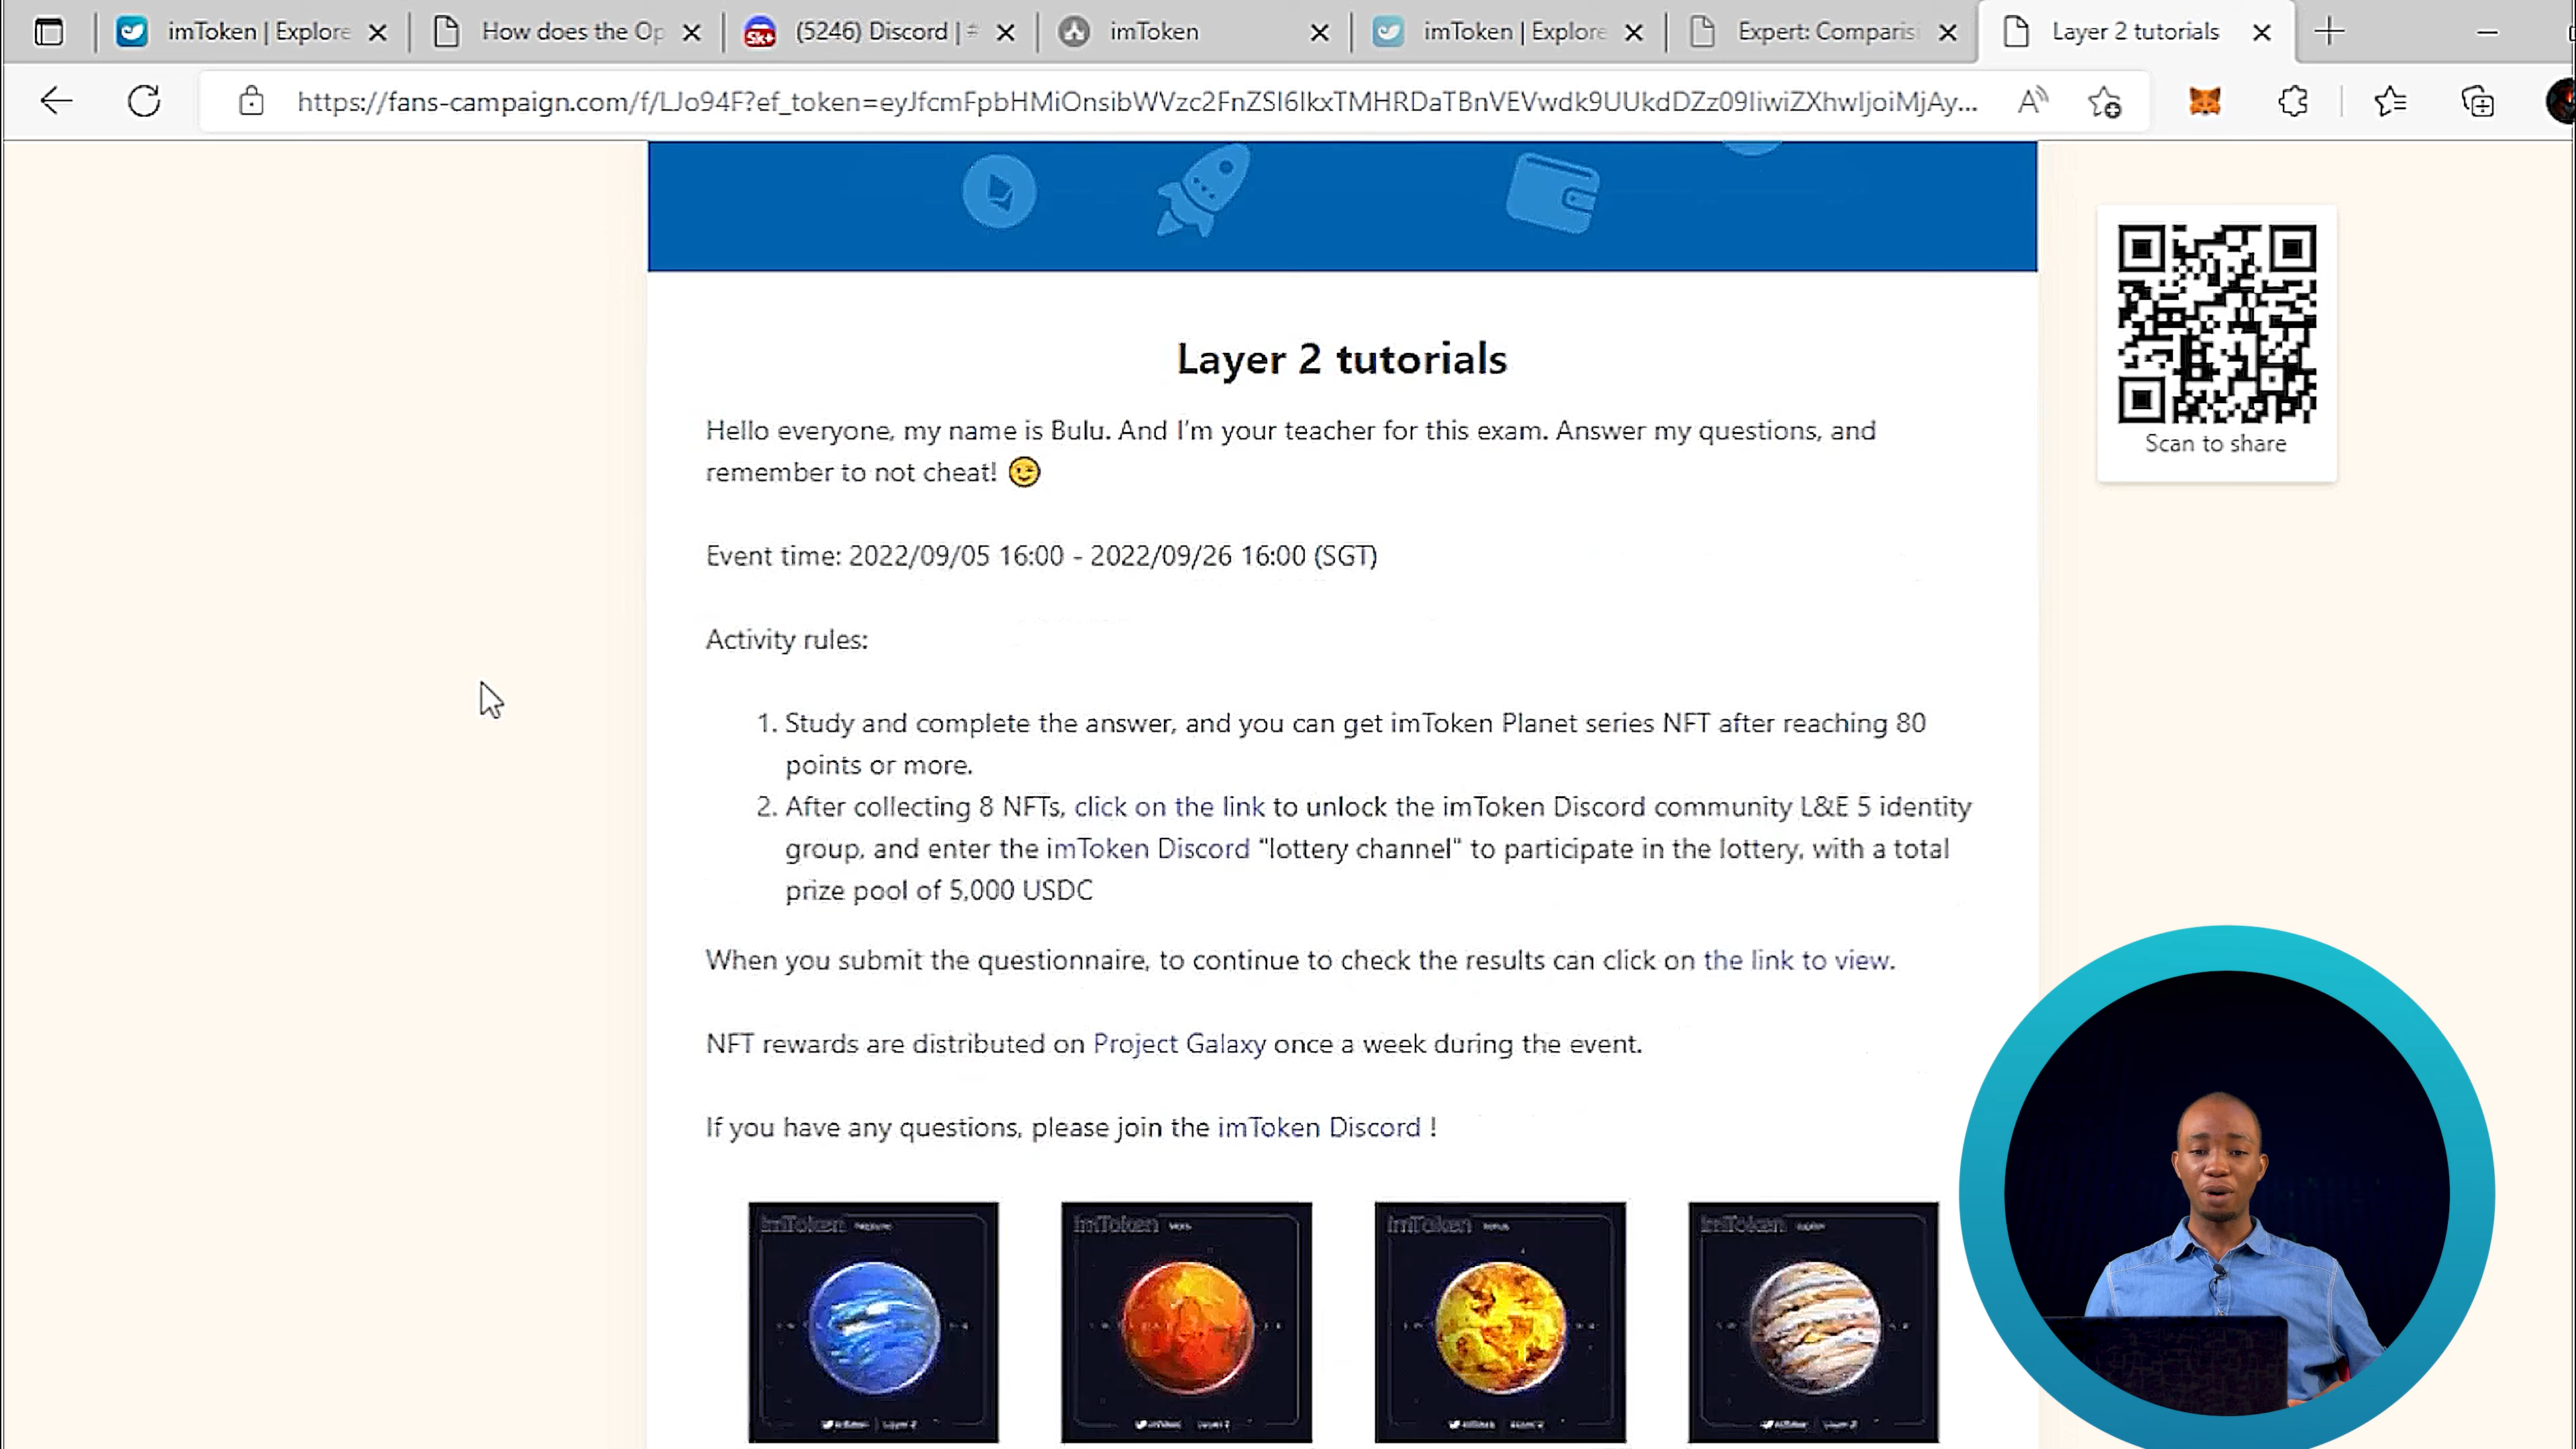 imToken | Explore
How does the Op
(5246) Discord | #
imToken
imToken | Explore
Expert: Comparis
Layer 2 tutorials
https://fans-campaign.com/f/LJo94F?ef_token=eyJfcmFpbHMiOnsibWVzc2FnZSI6IkxTMHRDaTBnVEVwdk9UUkdDZz09IiwiZXhwIjoiMjAy...
Layer 2 tutorials
Hello everyone, my name is Bulu. And I'm your teacher for this exam. Answer my questions, and
remember to not cheat! 😉
Scan to share
Event time: 2022/09/05 16:00 - 2022/09/26 16:00 (SGT)
Activity rules:
1. Study and complete the answer, and you can get imToken Planet series NFT after reaching 80
points or more.
2. After collecting 8 NFTs, click on the link to unlock the imToken Discord community L&E 5 identity
group, and enter the imToken Discord "lottery channel" to participate in the lottery, with a total
prize pool of 5,000 USDC
When you submit the questionnaire, to continue to check the results can click on the link to view.
NFT rewards are distributed on Project Galaxy once a week during the event.
If you have any questions, please join the imToken Discord !
imToken
imToken
imToken
imToken